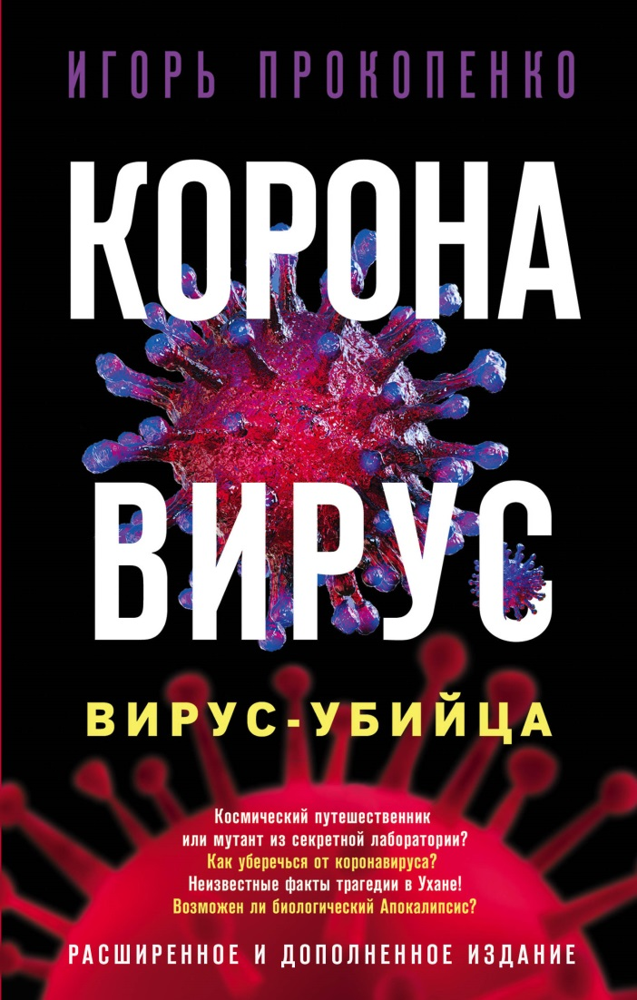 ИГОРЬ ПРОКОПЕНКО
КОРОНА
ВИРУС
ВИРУС-УБИЙЦА
Космический путешественник
или мутант из секретной лаборатории?
Как уберечься от коронавируса?
Неизвестные факты трагедии в Ухане!
Возможен ли биологический Апокалипсис?
РАСШИРЕННОЕ И ДОПОЛНЕННОЕ ИЗДАНИЕ